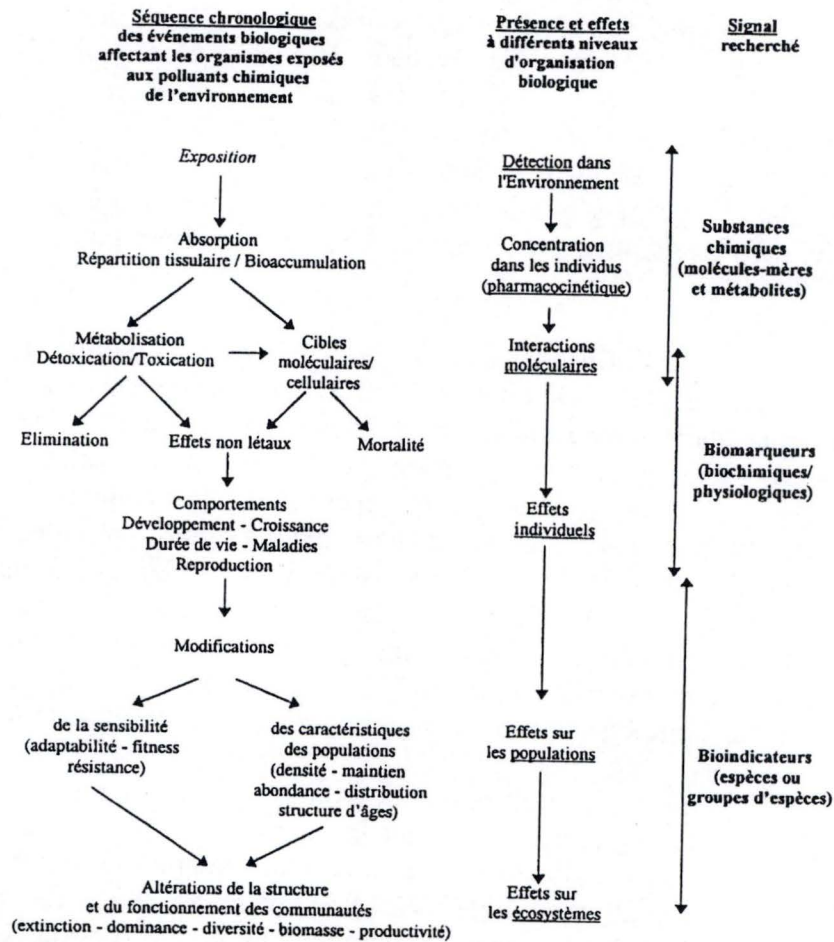 Séquence chronologique
des événements biologiques
affectant les organismes exposés
aux polluants chimiques
de l'environnement
Présence et effets
à différents niveaux
d'organisation
biologique
Signal
recherché
Exposition
Absorption
Répartition tissulaire / Bioaccumulation
Métabolisation
Détoxication/Toxication
Cibles
moléculaires/
cellulaires
Elimination
Effets non létaux
Mortalité
Comportements
Développement - Croissance
Durée de vie - Maladies
Reproduction
Modifications
de la sensibilité
(adaptabilité - fitness
résistance)
des caractéristiques
des populations
(densité - maintien
abondance - distribution
structure d'âges)
Altérations de la structure
et du fonctionnement des communautés
(extinction - dominance - diversité - biomasse - productivité)
Détection dans
l'Environnement
Concentration
dans les individus
(pharmacocinétique)
Interactions
moléculaires
Effets
individuels
Effets sur
les populations
Effets sur
les écosystèmes
Substances
chimiques
(molécules-mères
et métabolites)
Biomarqueurs
(biochimiques/
physiologiques)
Bioindicateurs
(espèces ou
groupes d'espèces)